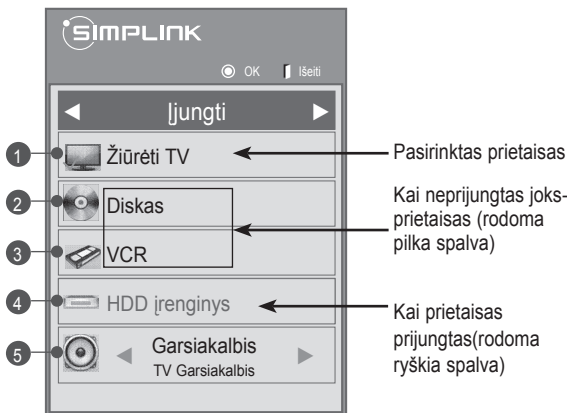 SIMPLINK
OK Išeiti
Įjungti
1 Žiūrėti TV
2 Diskas
3 VCR
4 HDD įrenginys
5 Garsiakalbis
TV Garsiakalbis
Pasirinktas prietaisas
Kai neprijungtas joks-
prietaisas (rodoma
pilka spalva)
Kai prietaisas
prijungtas(rodoma
ryškia spalva)